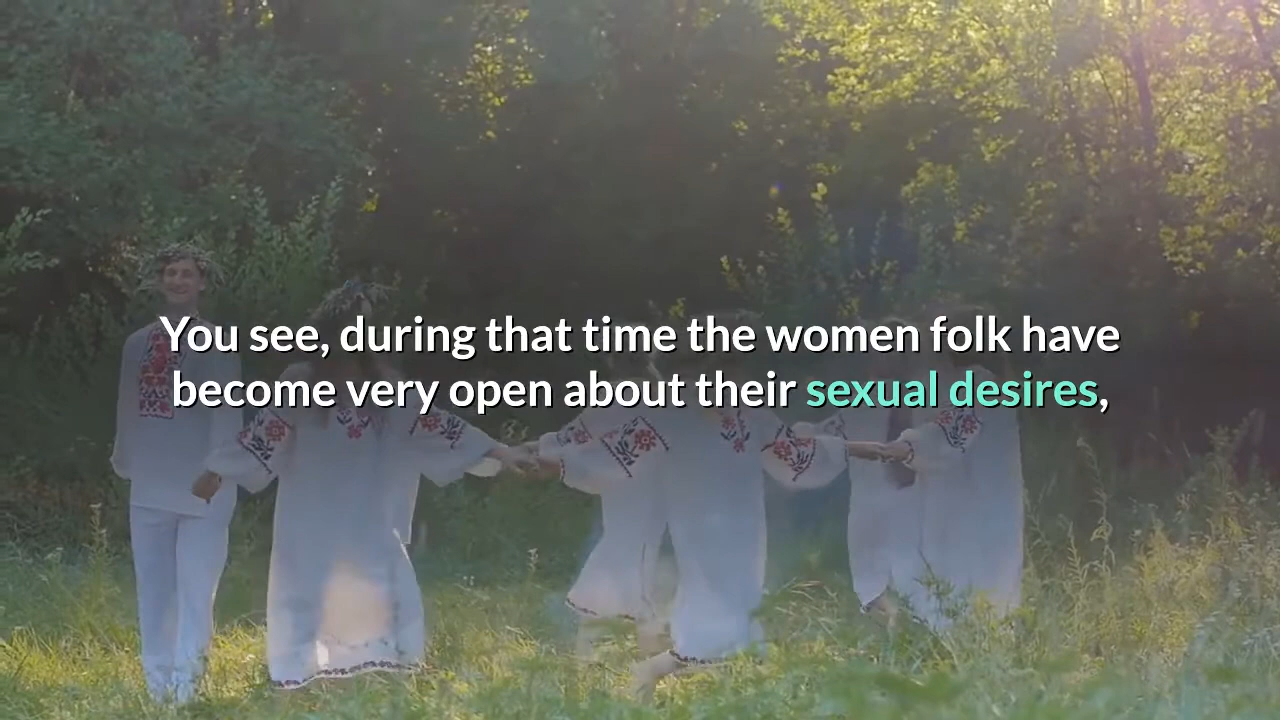 You see, during that time the women folk have
become very open about their sexual desires,